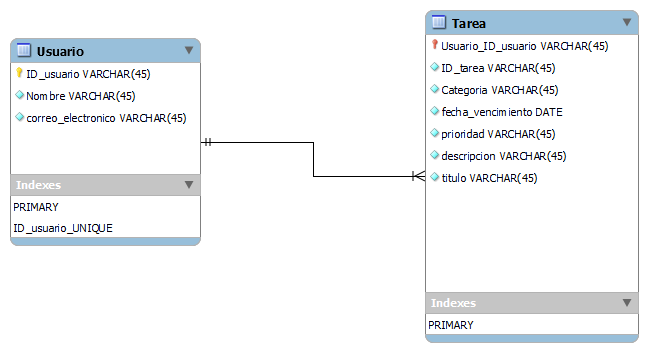 Usuario
ID_usuario VARCHAR(45)
Nombre VARCHAR(45)
correo_electronico VARCHAR(45)
Indexes
PRIMARY
ID_usuario_UNIQUE
Tarea
Usuario_ID_usuario VARCHAR(45)
ID_tarea VARCHAR(45)
Categoria VARCHAR(45)
fecha_vencimiento DATE
prioridad VARCHAR(45)
descripcion VARCHAR(45)
titulo VARCHAR(45)
Indexes
PRIMARY